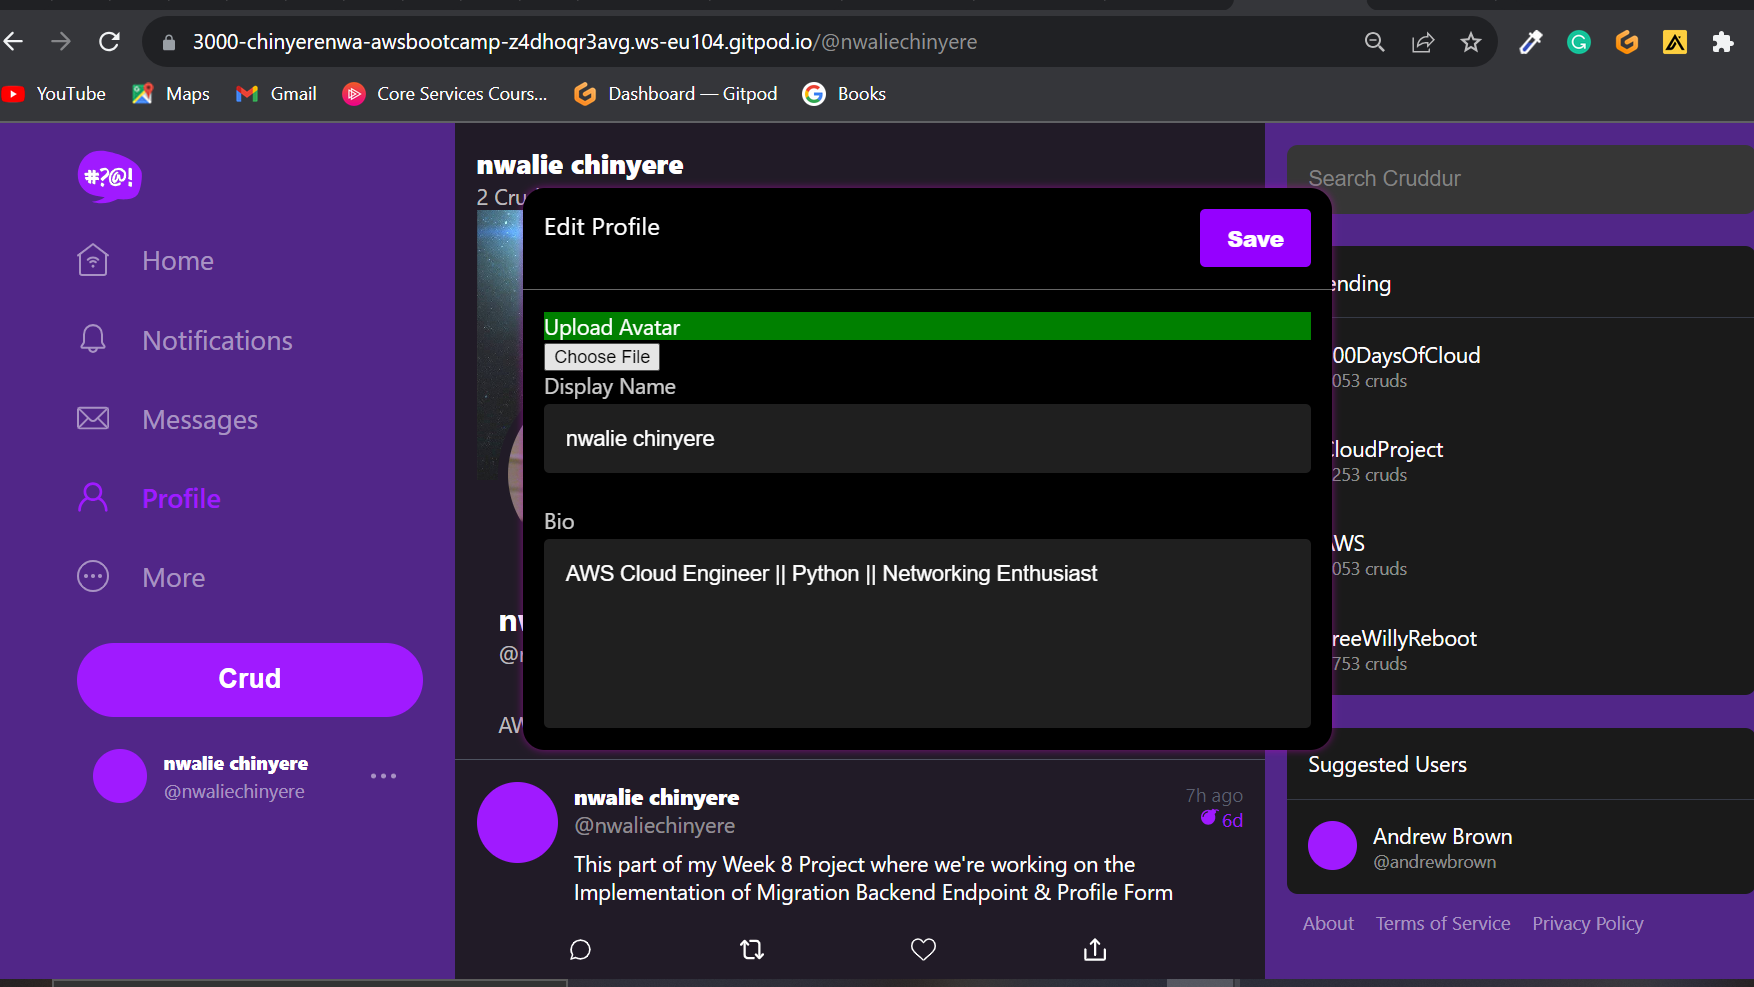 3000-chinyerenwa-awsbootcamp-z4dhoqr3avg.ws-eu104.gitpod.io/@nwaliechinyere
YouTube Maps Gmail Core Services Cours... Dashboard — Gitpod Books
#?@!
Home
Notifications
Messages
Profile
More
Crud
nwalie chinyere
@nwaliechinyere
nwalie chinyere
2 Cru
Edit Profile
Save
Upload Avatar
Choose File
Display Name
nwalie chinyere
Bio
AWS Cloud Engineer || Python || Networking Enthusiast
nwalie chinyere
@nwaliechinyere
7h ago
6d
This part of my Week 8 Project where we're working on the
Implementation of Migration Backend Endpoint & Profile Form
Search Cruddur
ending
00DaysOfCloud
053 cruds
CloudProject
253 cruds
AWS
053 cruds
reeWillyReboot
753 cruds
Suggested Users
Andrew Brown
@andrewbrown
About Terms of Service Privacy Policy